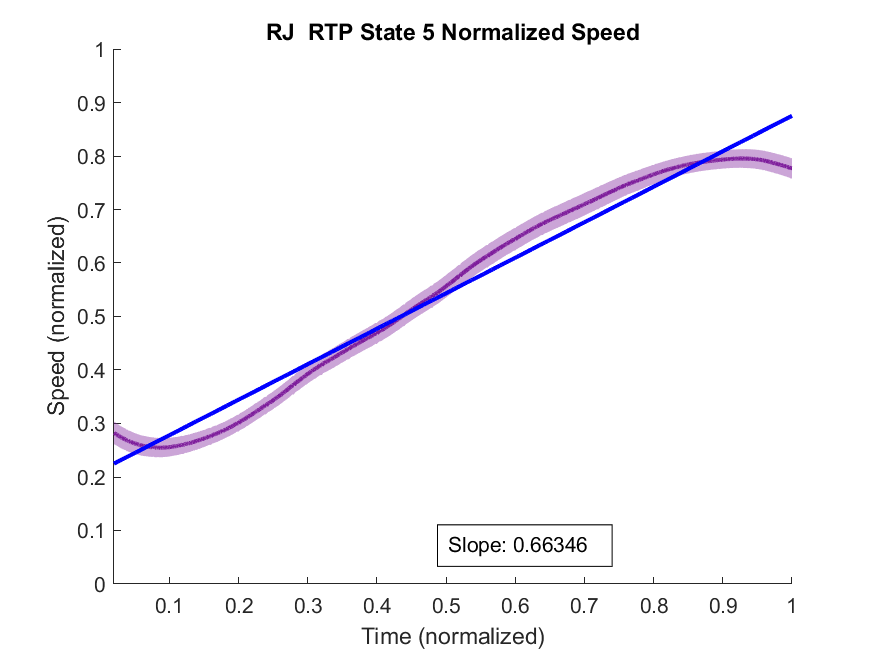 RJ  RTP State 5 Normalized Speed
1
0.9
0.8
0.7
0.6
0.5
0.4
0.3
0.2
0.1
0
Speed (normalized)
Slope: 0.66346
0.1 0.2 0.3 0.4 0.5 0.6 0.7 0.8 0.9 1
Time (normalized)